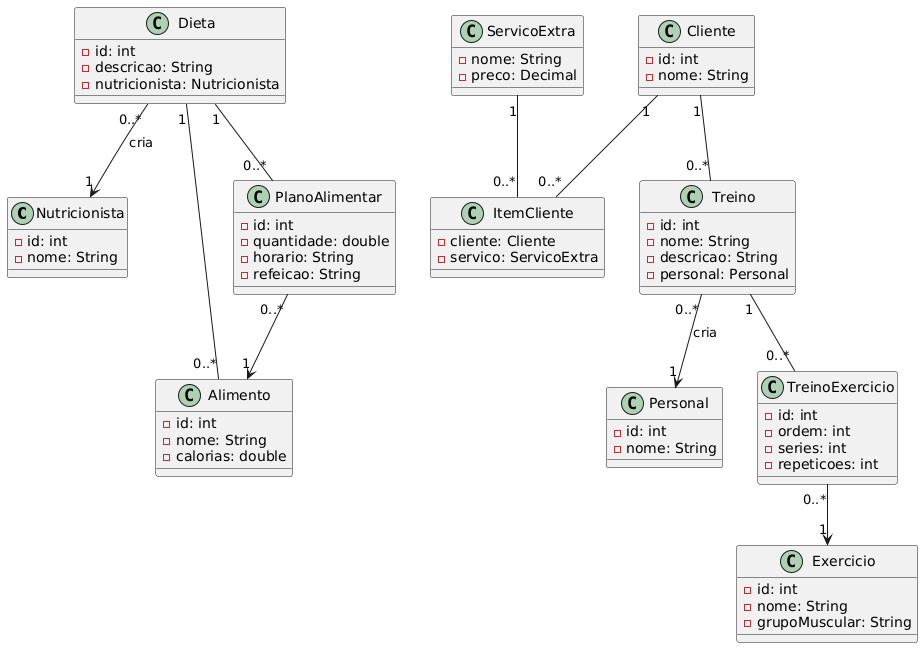 C Dieta
id: int
descricao: String
nutricionista: Nutricionista
C ServicoExtra
nome: String
preco: Decimal
C Cliente
id: int
nome: String
0..*
1
1
cria
1
0..*
1
0..*
0..*
1
1
0..*
C Nutricionista
id: int
nome: String
C PlanoAlimentar
id: int
quantidade: double
horario: String
refeicao: String
C ItemCliente
cliente: Cliente
servico: ServicoExtra
C Treino
id: int
nome: String
descricao: String
personal: Personal
0..*
0..*
1
0..*
1
cria
1
0..*
1
C Alimento
id: int
nome: String
calorias: double
C Personal
id: int
nome: String
C TreinoExercicio
id: int
ordem: int
series: int
repeticoes: int
0..*
1
C Exercicio
id: int
nome: String
grupoMuscular: String